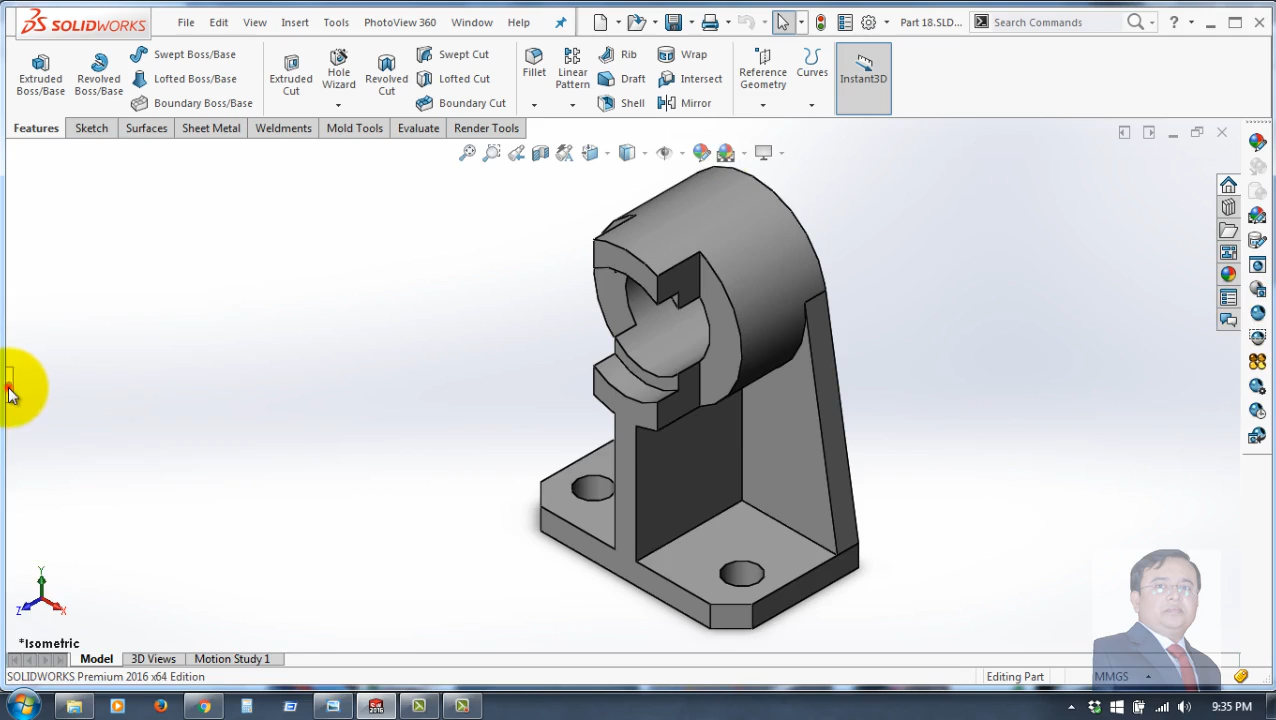 SOLIDWORKS File Edit View Insert Tools PhotoView 360 Window Help Part 18.SLD... Search Commands ?
Extruded Boss/Base
Revolved Boss/Base
Swept Boss/Base
Lofted Boss/Base
Boundary Boss/Base
Extruded Cut
Hole Wizard
Revolved Cut
Swept Cut
Lofted Cut
Boundary Cut
Fillet
Linear Pattern
Rib
Draft
Shell
Wrap
Intersect
Mirror
Reference Geometry
Curves
Instant3D
Features Sketch Surfaces Sheet Metal Weldments Mold Tools Evaluate Render Tools
Y
Z X
*Isometric
Model 3D Views Motion Study 1
SOLIDWORKS Premium 2016 x64 Edition Editing Part MMGS
9:35 PM